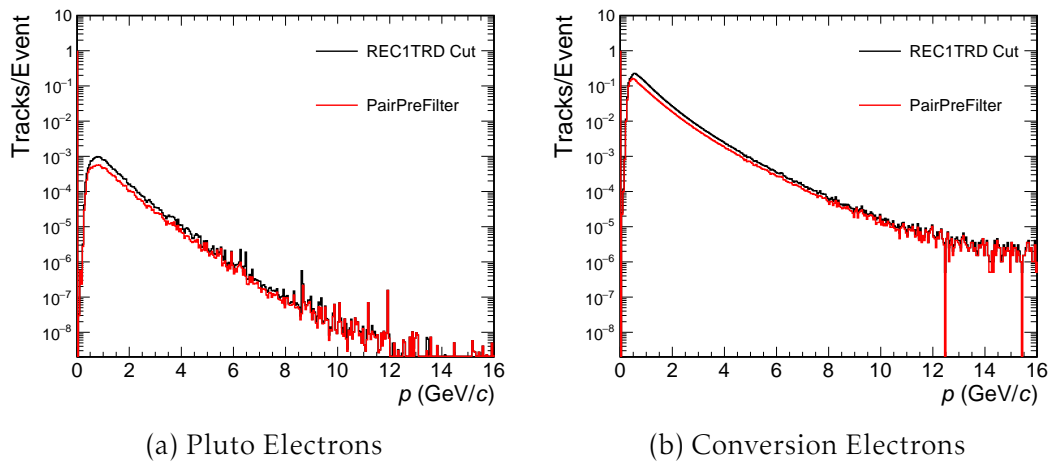 Tracks/Event
10
1
10⁻¹
10⁻²
10⁻³
10⁻⁴
10⁻⁵
10⁻⁶
10⁻⁷
10⁻⁸
REC1TRD Cut
PairPreFilter
0 2 4 6 8 10 12 14 16
p (GeV/c)
(a) Pluto Electrons
Tracks/Event
10
1
10⁻¹
10⁻²
10⁻³
10⁻⁴
10⁻⁵
10⁻⁶
10⁻⁷
10⁻⁸
REC1TRD Cut
PairPreFilter
0 2 4 6 8 10 12 14 16
p (GeV/c)
(b) Conversion Electrons